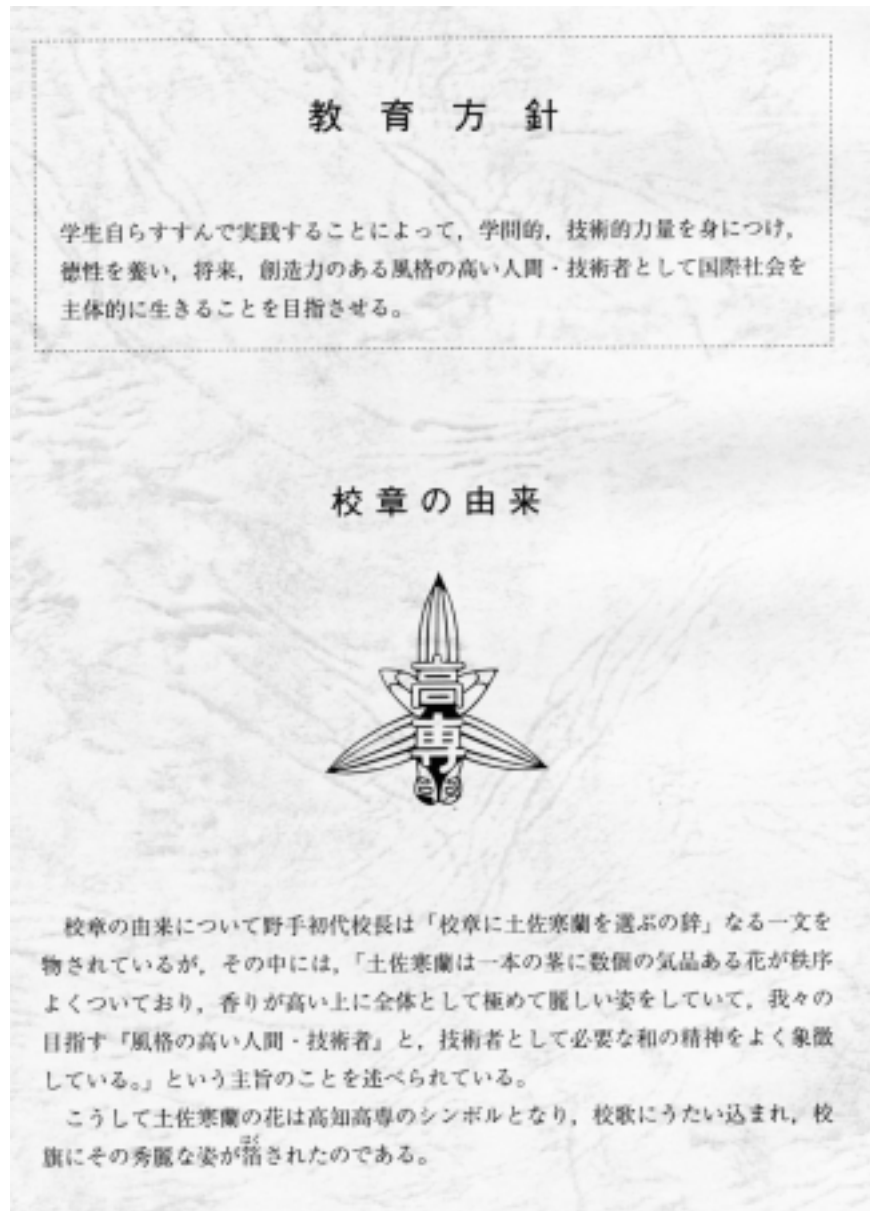 教育方針
学生自らすすんで実践することによって，学問的，技術的力量を身につけ，
徳性を養い，将来，創造力のある風格の高い人間・技術者として国際社会を
主体的に生きることを目指させる。
校章の由来
高専
校章の由来について野手初代校長は「校章に土佐寒蘭を選ぶの辞」なる一文を
物されているが，その中には，「土佐寒蘭は一本の茎に数個の気品ある花が秩序
よくついており，香りが高い上に全体として極めて麗しい姿をしていて，我々の
目指す『風格の高い人間・技術者』と，技術者として必要な和の精神をよく象徴
している。」という主旨のことを述べられている。
こうして土佐寒蘭の花は高知高専のシンボルとなり，校歌にうたい込まれ，校
旗にその秀麗な姿が箔されたのである。